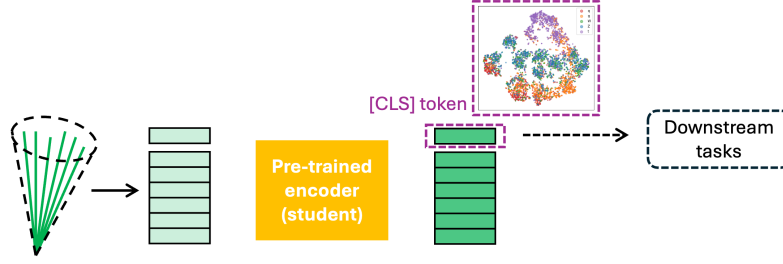 [CLS] token
Pre-trained
encoder
(student)
Downstream
tasks